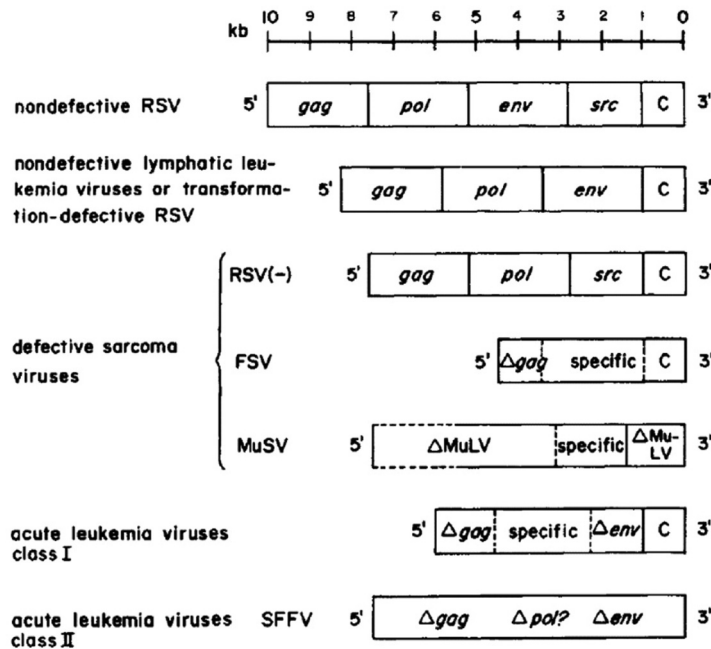 10 9 8 7 6 5 4 3 2 1 0
kb
nondefective RSV 5' gag pol env src C 3'
nondefective lymphatic leu-
kemia viruses or transforma-
tion-defective RSV
5' gag pol env C 3'
RSV(-) 5' gag pol src C 3'
defective sarcoma
viruses
FSV 5' Δgag specific C 3'
MuSV 5' ΔMuLV specific ΔMu-
LV 3'
acute leukemia viruses
class I
5' Δgag specific Δenv C 3'
acute leukemia viruses
class II
SFFV 5' Δgag Δpol? Δenv 3'